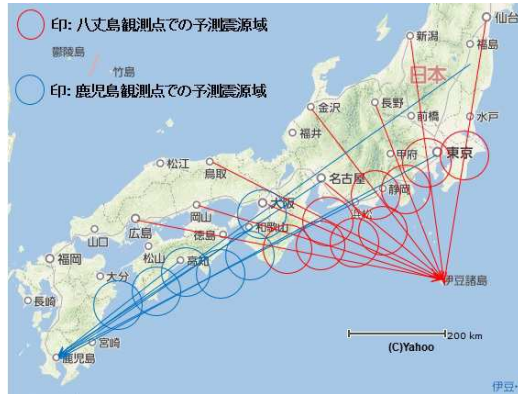 印: 八丈島観測点での予測震源域
仙台
新潟
鬱陵島
福島
竹島
日本
印: 鹿児島観測点での予測震源域
金沢
長野
前橋
水戸
福井
東京
甲府
松江
鳥取
名古屋
静岡
浜松
岡山
大阪
広島
徳島
和歌山
山口
福岡
松山
高知
大分
伊豆諸島
長崎
200 km
宮崎
(C)Yahoo
鹿児島
伊豆・